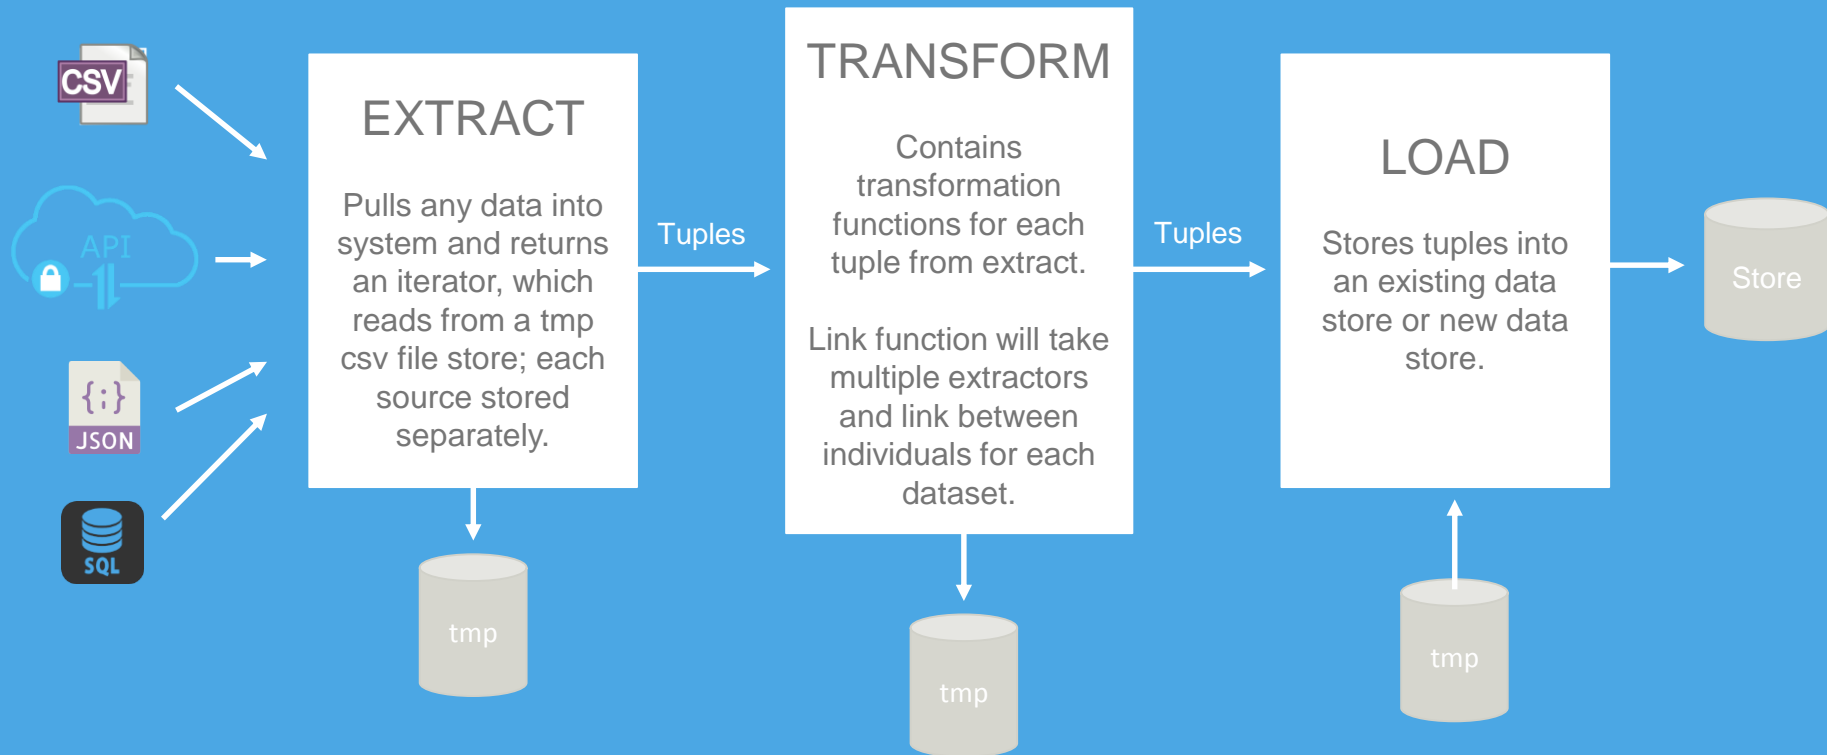 CSV
API
{;}
JSON
SQL
EXTRACT
Pulls any data into
system and returns
an iterator, which
reads from a tmp
csv file store; each
source stored
separately.
tmp
Tuples
TRANSFORM
Contains
transformation
functions for each
tuple from extract.
Link function will take
multiple extractors
and link between
individuals for each
dataset.
tmp
Tuples
LOAD
Stores tuples into
an existing data
store or new data
store.
tmp
Store